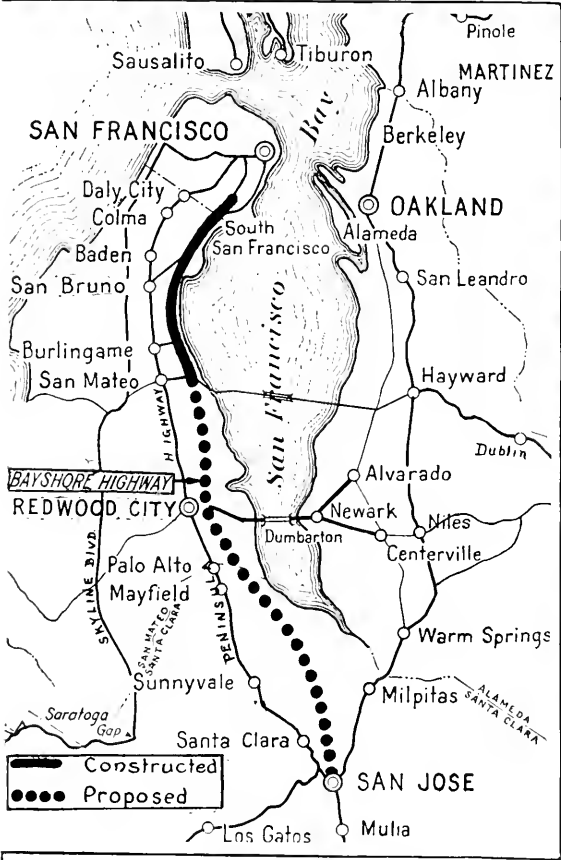 Pinole
Sausalito
Tiburon
MARTINEZ
Albany
Bay
Berkeley
SAN FRANCISCO
Daly City
OAKLAND
Colma
South
San Francisco
Alameda
Baden
San Bruno
San Leandro
San Francisco
Burlingame
San Mateo
Hayward
HIGHWAY
Dublin
BAYSHORE HIGHWAY
Alvarado
REDWOOD CITY
Newark
Niles
Dumbarton
Centerville
SKYLINE BLVD.
Palo Alto
Mayfield
PENINSULA
SAN MATEO
SANTA CLARA
Warm Springs
Sunnyvale
Milpitas
ALAMEDA
SANTA CLARA
Saratoga
Gap
Santa Clara
Constructed
Proposed
SAN JOSE
Los Gatos